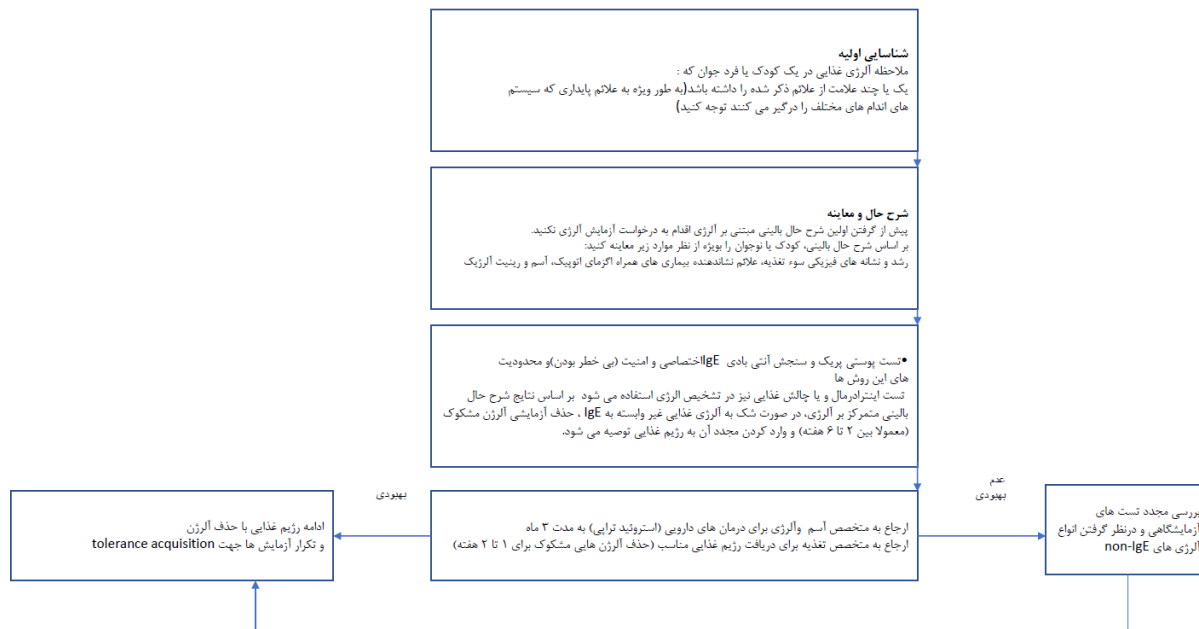 شناسایی اولیه
ملاحظه آلرژی غذایی در یک کودک یا فرد جوان که :
یک یا چند علامت از علائم ذکر شده را داشته باشد(به طور ویژه به علائم پایداری که سیستم
های اندام های مختلف را درگیر می کنند توجه کنید)
شرح حال و معاینه
پیش از گرفتن اولین شرح حال بالینی مبتنی بر آلرژی اقدام به درخواست آزمایش آلرژی نکنید.
بر اساس شرح حال بالینی، کودک یا نوجوان را بویژه از نظر موارد زیر معاینه کنید:
رشد و نشانه های فیزیکی سوء تغذیه، علائم نشاندهنده بیماری های همراه اگزمای اتوپیک، آسم و رینیت آلرژیک
•تست پوستی پریک و سنجش آنتی بادی IgEاختصاصی و امنیت (بی خطر بودن)و محدودیت
های این روش ها
تست اینترادرمال و یا چالش غذایی نیز در تشخیص الرژی استفاده می شود بر اساس نتایج شرح حال
بالینی متمرکز بر آلرژی، در صورت شک به آلرژی غذایی غیر وابسته به IgE ، حذف آزمایشی آلرژن مشکوک
(معمولا بین ۲ تا ۶ هفته) و وارد کردن مجدد آن به رژیم غذایی توصیه می شود.
عدم
بهبودی
بهبودی
بررسی مجدد تست های
آزمایشگاهی و درنظر گرفتن انواع
آلرژی های non-IgE
ارجاع به متخصص آسم وآلرژی برای درمان های دارویی (استروئید تراپی) به مدت ۳ ماه
ارجاع به متخصص تغذیه برای دریافت رژیم غذایی مناسب (حذف آلرژن هایی مشکوک برای ۱ تا ۲ هفته)
ادامه رژیم غذایی با حذف آلرژن
و تکرار آزمایش ها جهت tolerance acquisition